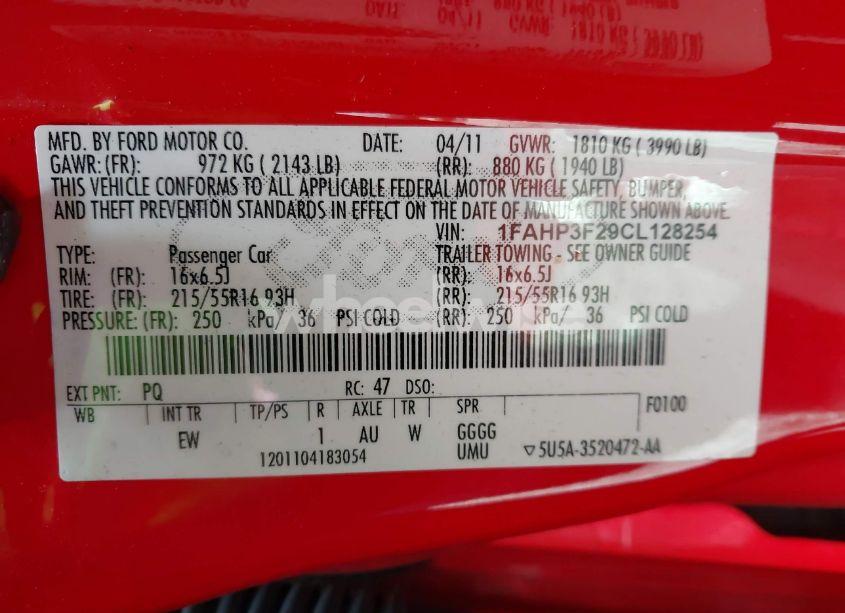 MFD. BY FORD MOTOR CO. DATE: 04/11 GVWR: 1810 KG ( 3990 LB)
GAWR: (FR): 972 KG ( 2143 LB) (RR): 880 KG ( 1940 LB)
THIS VEHICLE CONFORMS TO ALL APPLICABLE FEDERAL MOTOR VEHICLE SAFETY, BUMPER,
AND THEFT PREVENTION STANDARDS IN EFFECT ON THE DATE OF MANUFACTURE SHOWN ABOVE.
VIN: 1FAHP3F29CL128254
TYPE: Passenger Car TRAILER TOWING - SEE OWNER GUIDE
RIM: (FR): 16x6.5J (RR): 16x6.5J
TIRE: (FR): 215/55R16 93H (RR): 215/55R16 93H
PRESSURE: (FR): 250 kPa/ 36 PSI COLD (RR): 250 kPa/ 36 PSI COLD
EXT PNT: PQ RC: 47 DSO:
WB INT TR TP/PS R AXLE TR SPR F0100
EW 1 AU W GGGG
1201104183054 UMU ▽5U5A-3520472-AA